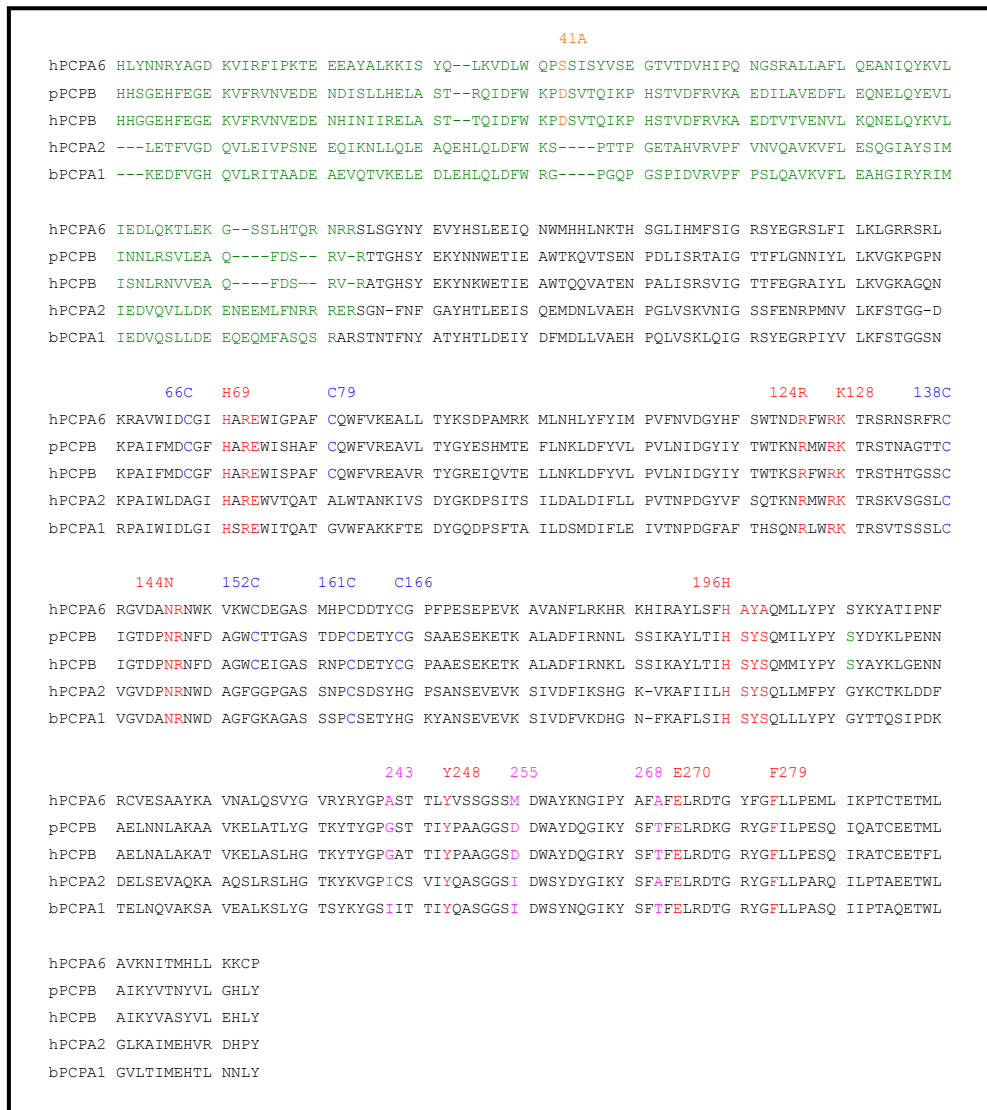 41A
hPCPA6 HLYNNRYAGD KVIRFIPKTE EEAYALKKIS YQ--LKVDLW QPSSISYVSEG GTVTDVHIPQ NGSRALLAFL QEANIQYKVL
pPCPB HHSGEHFEGE KVFRVNVEDE NDISLLHELA ST--RQIDFW KPDSVTQIKP HSTVDFRVKA EDILAVEDFL EQNELQYEVL
hPCPB HHGGEHFEGE KVFRVNVEDE NHINIIRELA ST--TQIDFW KPDSVTQIKP HSTVDFRVKA EDTVTVENVL KQNELQYKVL
hPCPA2 ---LETFVGD QVLEIVPSNE EQIKNLLQLE AQEHLQLDFW KS----PTTP GETAHVRVPF VNVQAVKVFL ESQGIAYSIM
bPCPA1 ---KEDFVGH QVLRITAADE AEVQTVKELE DLEHLQLDFW RG----PGQP GSPIDVRVPF PSLQAVKVFL EAHGIRYRIM
hPCPA6 IEDLQKTLEK G--SSLHTQR NRRSLSGYNY EVYHSLEEIQ NWMHHLNKTH SGLIHMFSIG RSYEGRSLFI LKLGRRSRL
pPCPB INNLRSVLEA Q----FDS-- RV-RTTGHSY EKYNNWETIE AWTKQVTSEN PDLISRTAIG TTFLGNNIYL LKVGKPGPN
hPCPB ISNLRNVVEA Q----FDS-- RV-RATGHSY EKYNKWETIE AWTQQVATEN PALISRSVIG TTFEGRAIYL LKVGKAGQN
hPCPA2 IEDVQVLLDK ENEEMLFNRR RERSGN-FNF GAYHTLEEIS QEMDNLVAEH PGLVSKVNIG SSFENRPMNV LKFSTGG-D
bPCPA1 IEDVQSLLDE EQEQMFASQS RARSTNTFNY ATYHTLDEIY DFMDLLVAEH PQLVSKLQIG RSYEGRPIYV LKFSTGGSN
66C H69 C79 124R K128 138C
hPCPA6 KRAVWIDCGI HAREWIGPAF CQWFVKEALL TYKSDPAMRK MLNHLYFYIM PVFNVDGYHF SWTNDRFWRK TRSRNSRFRC
pPCPB KPAIFMDCGF HAREWISHAF CQWFVREAVL TYGYESHMTE FLNKLDFYVL PVLNIDGYIY TWTKNRMWRK TRSTNAGTTC
hPCPB KPAIFMDCGF HAREWISPAF CQWFVREAVR TYGREIQVTE LLNKLDFYVL PVLNIDGYIY TWTKSRFWRK TRSTHTGSSC
hPCPA2 KPAIWLDAGI HAREWVTQAT ALWTANKIVS DYGKDPSITS ILDALDIFLL PVTNPDGYVF SQTKNRMWRK TRSKVSGSLC
bPCPA1 RPAIWIDLGI HSREWITQAT GVWFAKKFTE DYGQDPSFTA ILDSMDIFLE IVTNPDGFAF THSQNRLWRK TRSVTSSSLC
144N 152C 161C C166 196H
hPCPA6 RGVDANRNWK VKWCDEGASM MHPCDDTYCG PFPESEPEVK AVANFLRKHR KHIRAYLSFH AYAQMLLYPY SYKYATIPNF
pPCPB IGTDPNRNFD AGWCTTGAST TDPCDETYCG SAAESEKETK ALADFIRNNL SSIKAYLTIH SYSQMILYPY SYDYKLPENN
hPCPB IGTDPNRNFD AGWCEIGASR NPCDETYCG PAAESEKETK ALADFIRNKL SSIKAYLTIH SYSQMMIYPY SYAYKLGENN
hPCPA2 VGVDPNRNWD AGFGGPGASS NPCSDSYHG PSANSEVEVK SIVDFIKSHG K-VKAFIILH SYSQLLMFPY GYKCTKLDDF
bPCPA1 VGVDANRNWD AGFGKAGASS SPCSETYHG KYANSEVEVK SIVDFVKDHG N-FKAFLSIH SYSQLLLYPY GYTTQSIPDK
243 Y248 255 268 E270 F279
hPCPA6 RCVESAAYKA VNALQSVYG VRYRYGPAST TLYVSSGSSM DWAYKNGIPY AFAFELRDTG YFGFLLPEML IKPTCTETML
pPCPB AELNNLAKAA VKELATLYG TKYTYGPGST TIYPAAGGSD DWAYDQGIKY SFTFELRDKG RYGFILPESQ IQATCEETML
hPCPB AELNALAKAT VKELASLHG TKYTYGPGAT TIYPAAGGSD DWAYDQGIRY SFTFELRDTG RYGFLLPESQ IRATCEETFL
hPCPA2 DELSEVAQKA AQSLRSLHG TKYKVGPICS VIYQASGGSI DWSYDYGIKY SFAFELRDTG RYGFLLPARQ ILPTAEETWL
bPCPA1 TELNQVAKSA VEALKSLYG TSYKYGSIIT TIYQASGGSI DWSYNQGIKY SFTFELRDTG RYGFLLPASQ IIPTAQETWL
hPCPA6 AVKNITMHLL KKCP
pPCPB AIKYVTNYVL GHLY
hPCPB AIKYVASYVL EHLY
hPCPA2 GLKAIMEHVR DHPY
bPCPA1 GVLTIMEHTL NNLY